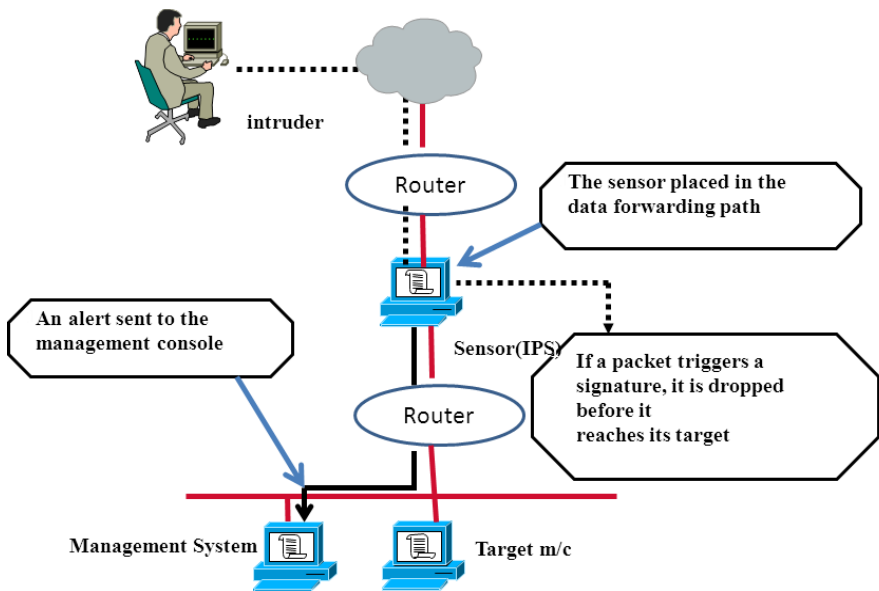 intruder
Router
The sensor placed in the
data forwarding path
An alert sent to the
management console
Sensor(IPS)
If a packet triggers a
signature, it is dropped
before it
reaches its target
Router
Management System
Target m/c